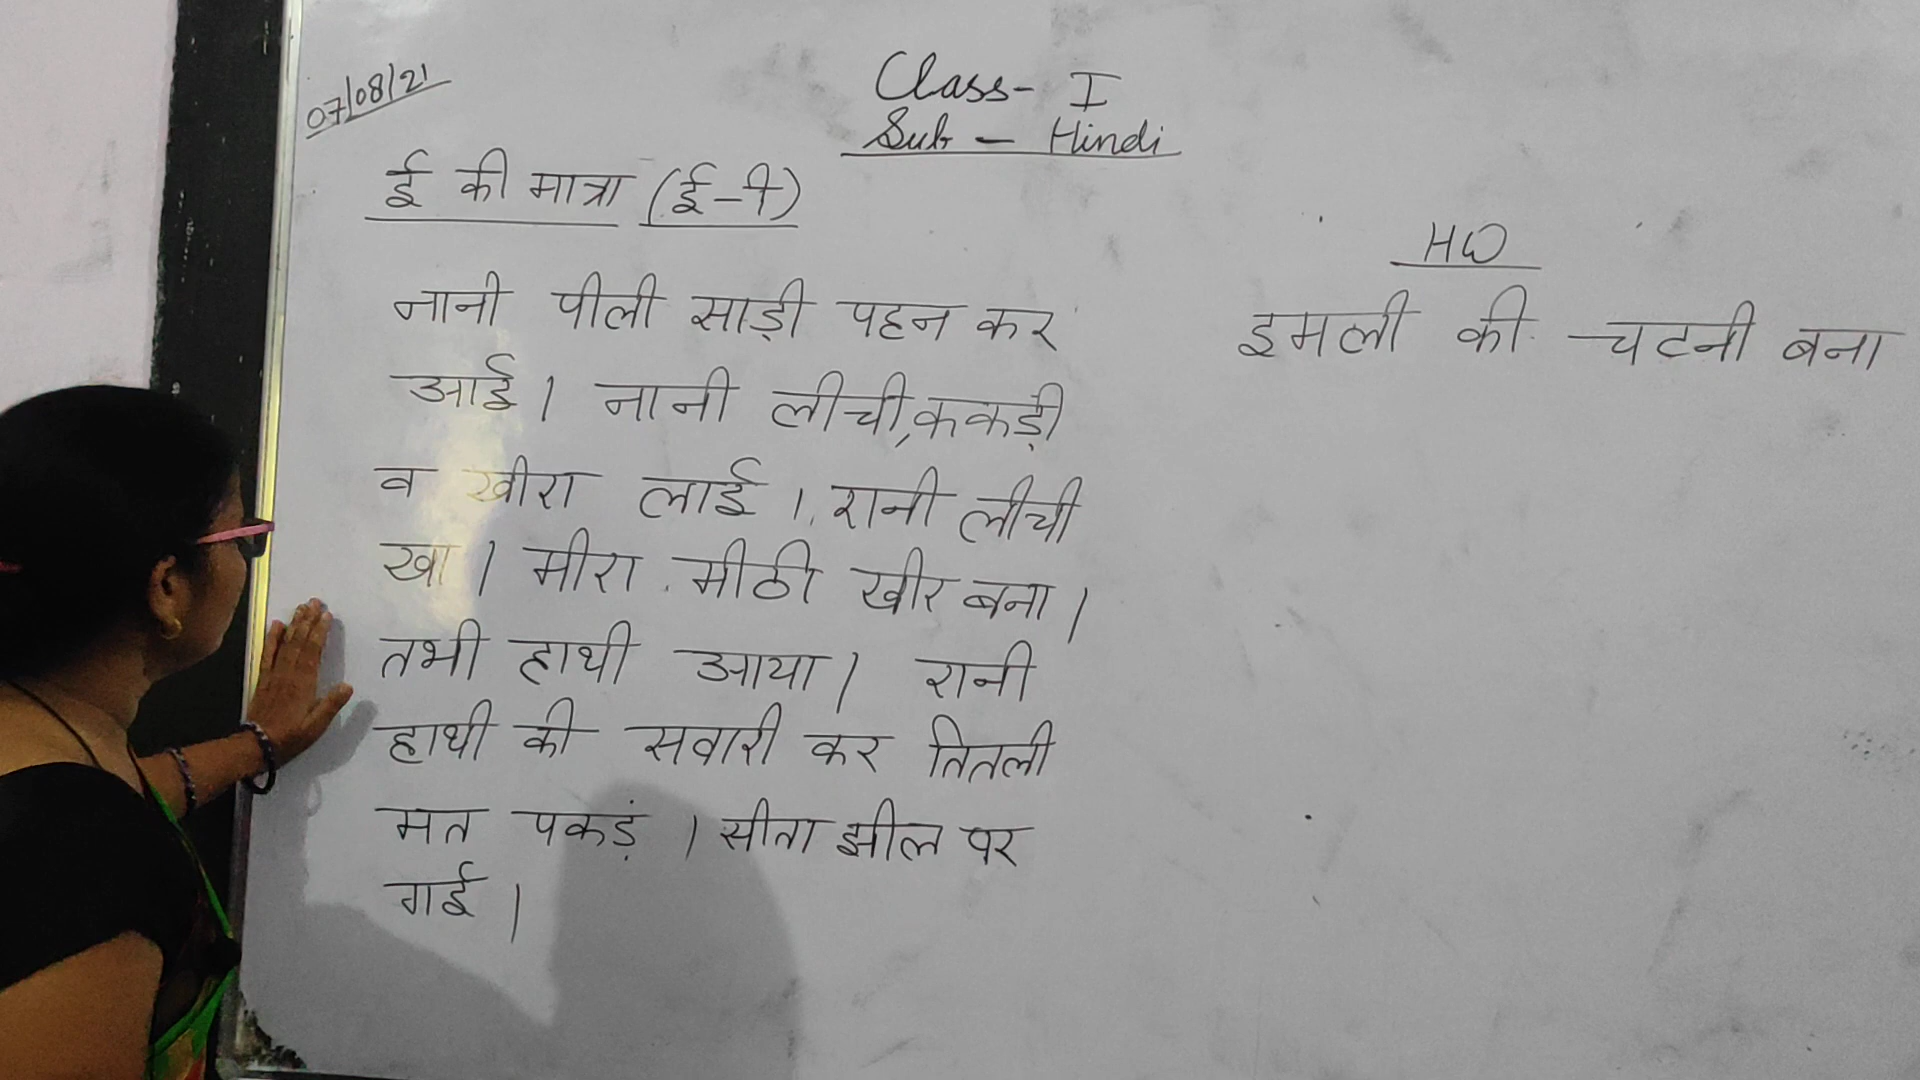 07/08/21
Class- I
Sub - Hindi
ई की मात्रा (ई-ी)
नानी पीली साड़ी पहन कर
आई। नानी लीची,ककड़ी
व खीरा लाई। रानी लीची
खा। मीरा मीठी खीर बना।
तभी हाथी आया। रानी
हाथी की सवारी कर तितली
मत पकड़ं । सीता झील पर
गई।
HW
इमली की चटनी बना